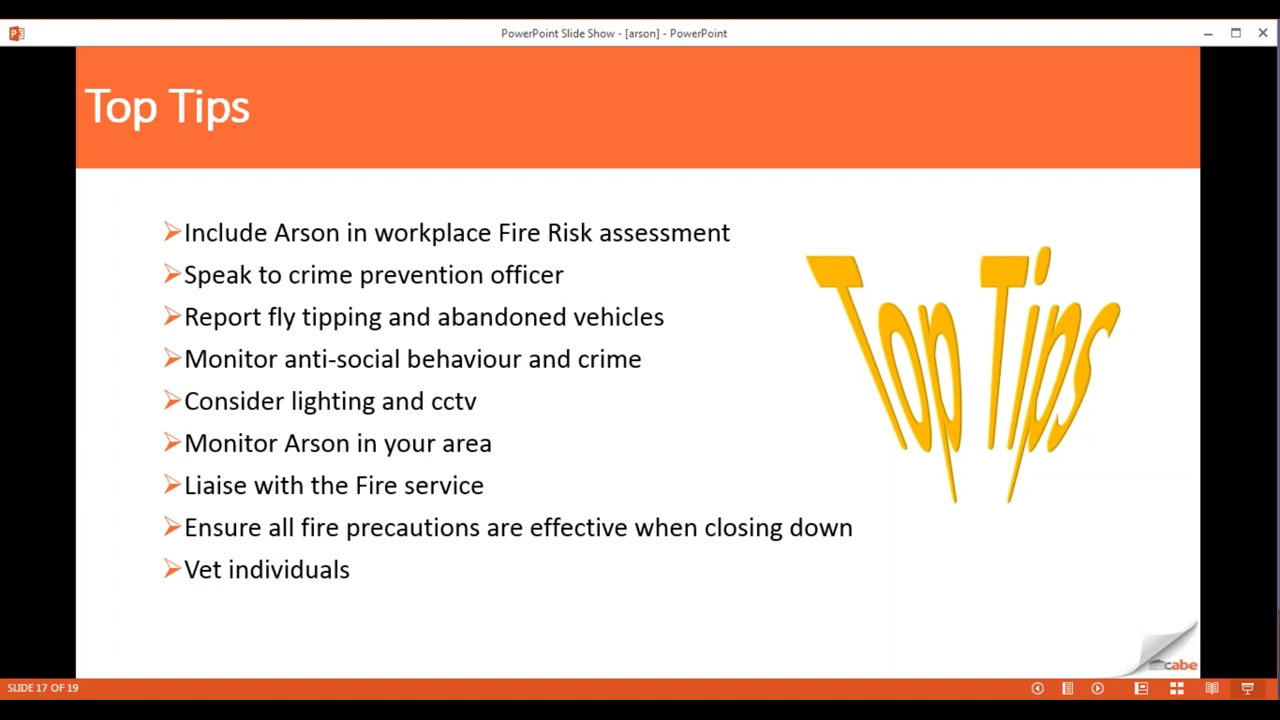 PowerPoint Slide Show - [arson] - PowerPoint
Top Tips
Include Arson in workplace Fire Risk assessment
Speak to crime prevention officer
Report fly tipping and abandoned vehicles
Monitor anti-social behaviour and crime
Consider lighting and cctv
Monitor Arson in your area
Liaise with the Fire service
Ensure all fire precautions are effective when closing down
Vet individuals
Top Tips
cabe
SLIDE 17 OF 19